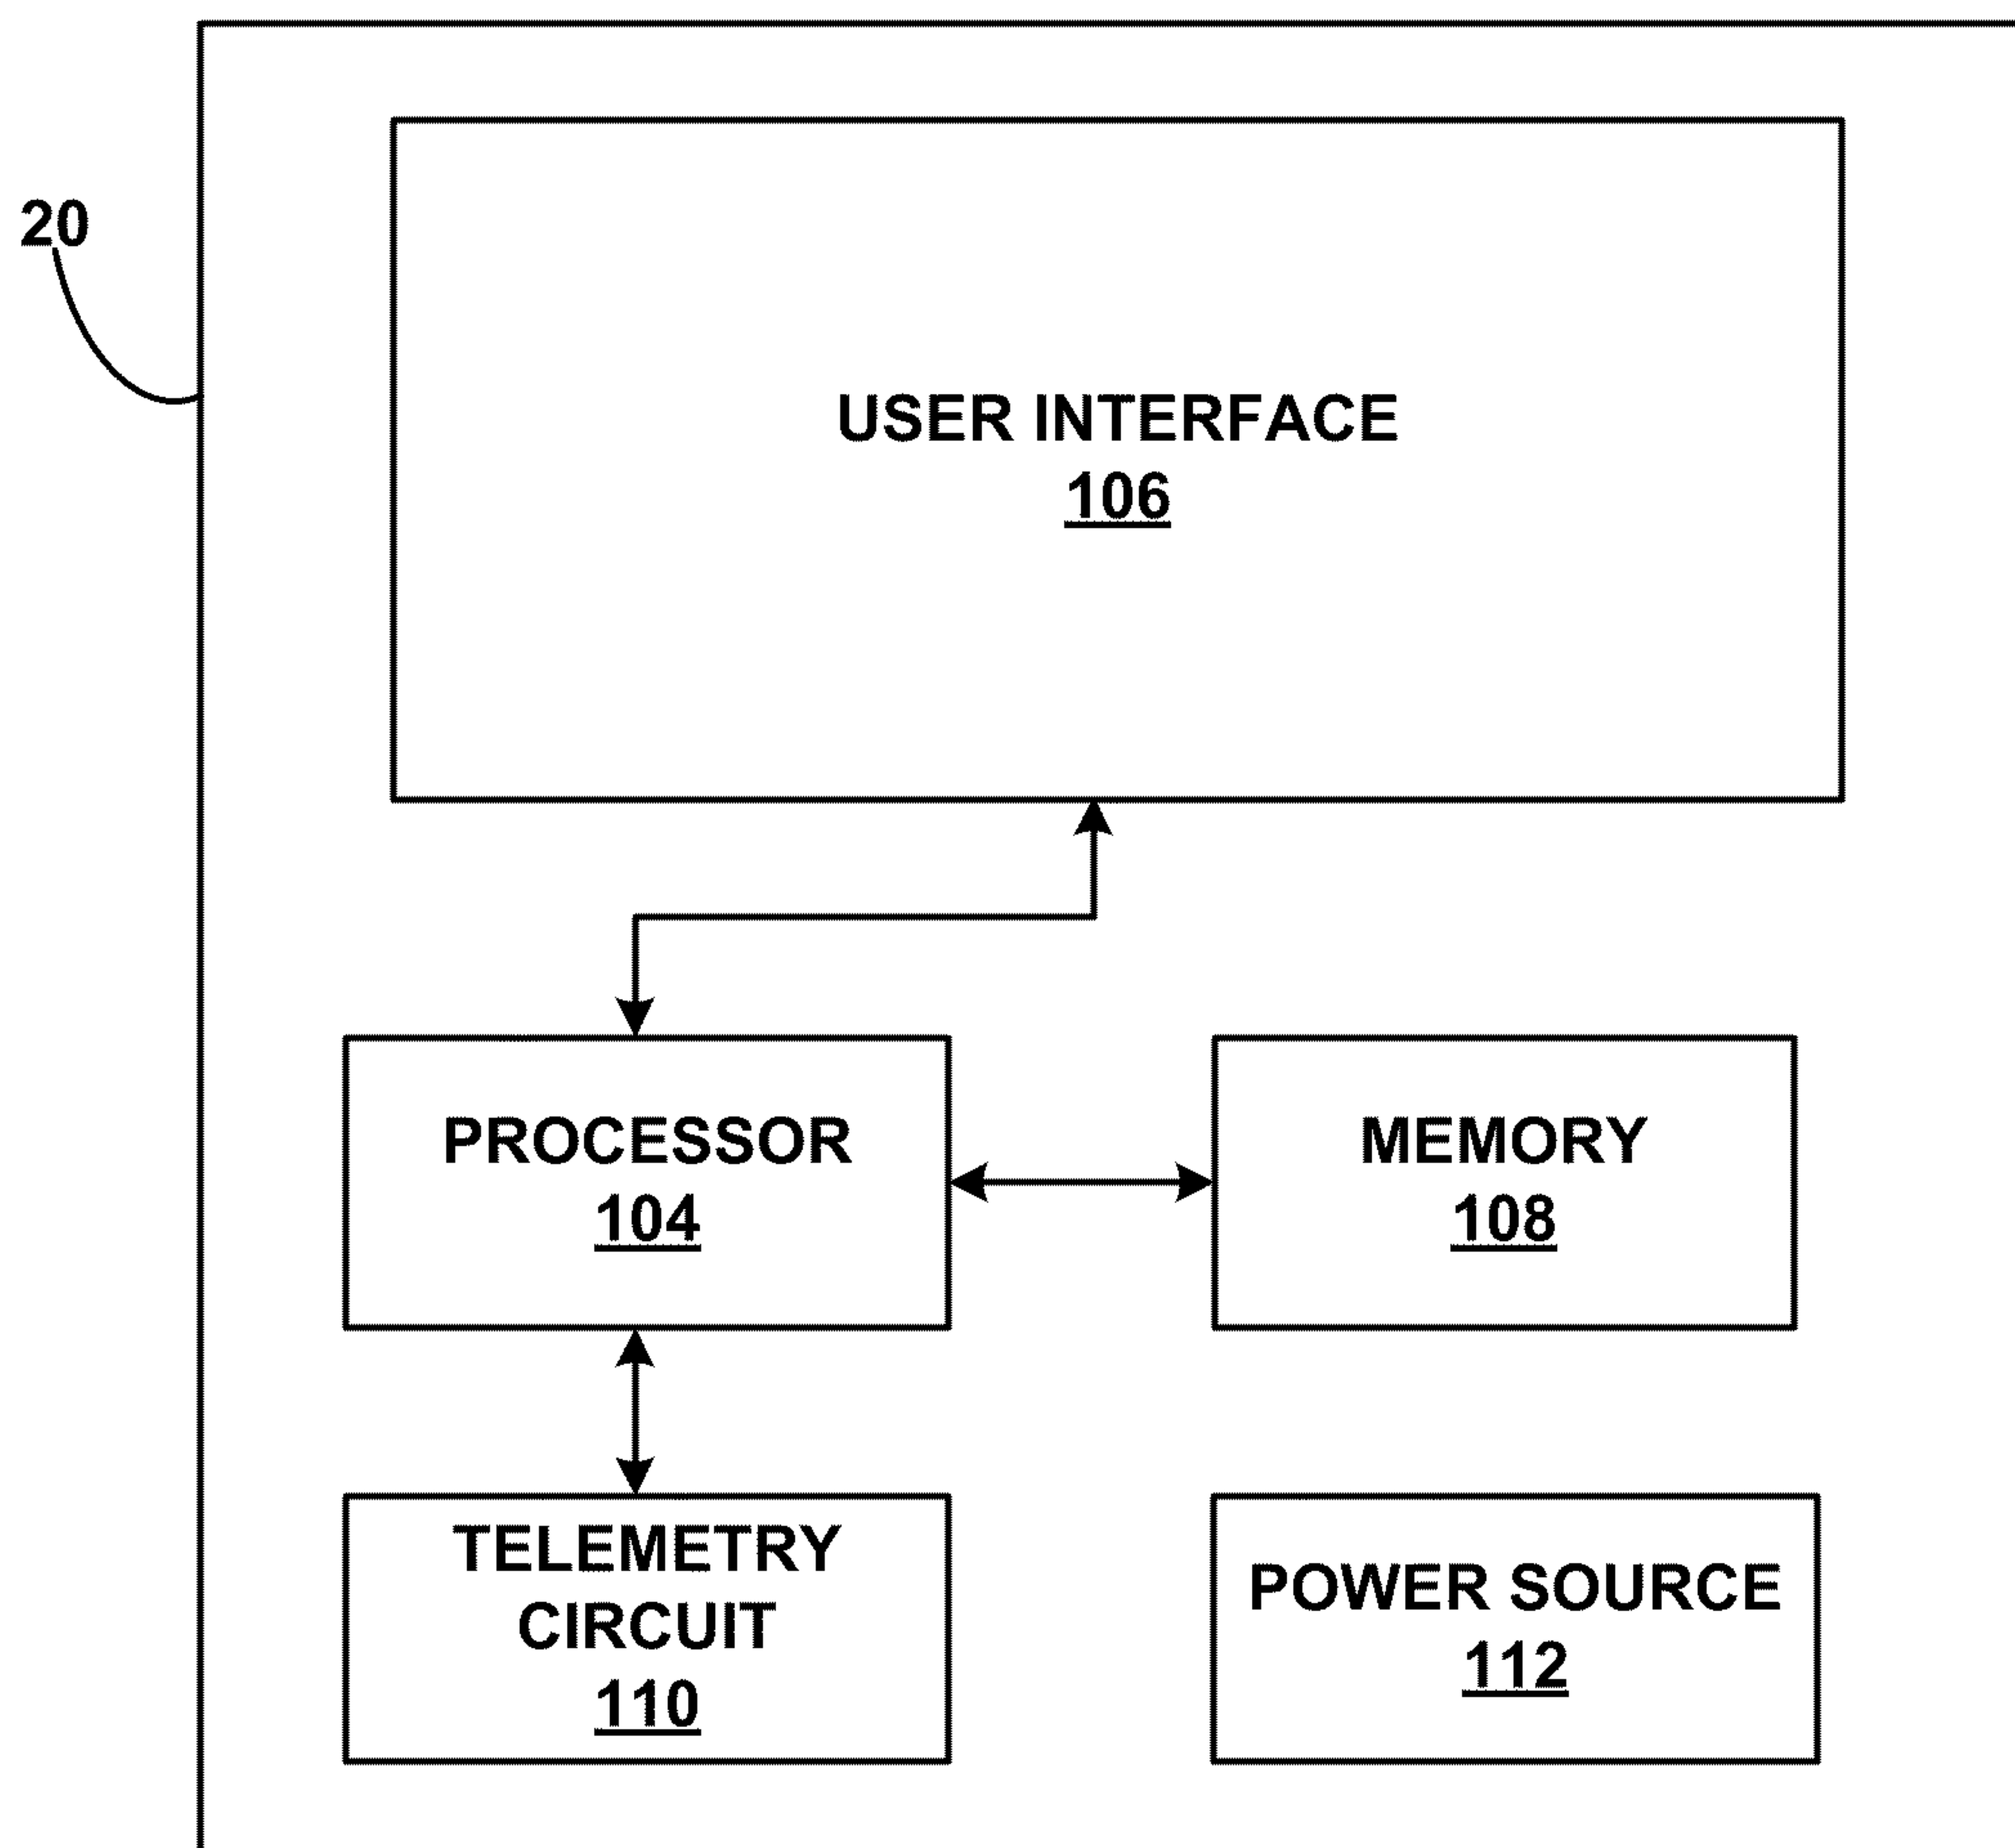 20
USER INTERFACE
106
PROCESSOR
104
MEMORY
108
TELEMETRY
CIRCUIT
110
POWER SOURCE
112